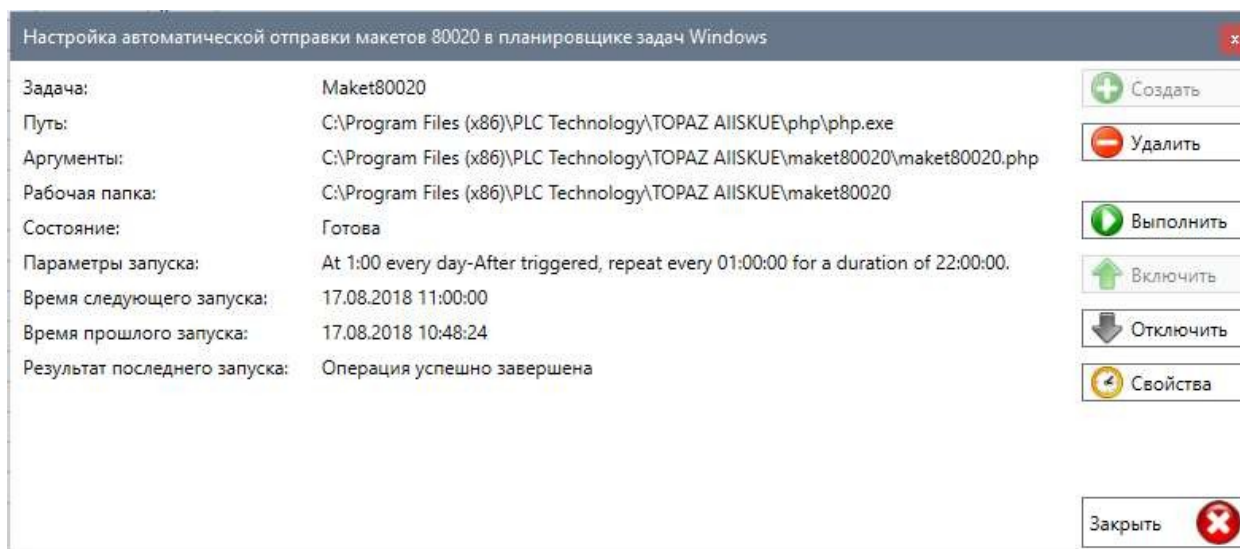 Настройка автоматической отправки макетов 80020 в планировщике задач Windows
x
Задача: Maket80020
Создать
Путь: C:\Program Files (x86)\PLC Technology\TOPAZ AIISKUE\php\php.exe
Удалить
Аргументы: C:\Program Files (x86)\PLC Technology\TOPAZ AIISKUE\maket80020\maket80020.php
Рабочая папка: C:\Program Files (x86)\PLC Technology\TOPAZ AIISKUE\maket80020
Состояние: Готова
Выполнить
Параметры запуска: At 1:00 every day-After triggered, repeat every 01:00:00 for a duration of 22:00:00.
Включить
Время следующего запуска: 17.08.2018 11:00:00
Время прошлого запуска: 17.08.2018 10:48:24
Отключить
Результат последнего запуска: Операция успешно завершена
Свойства
Закрыть